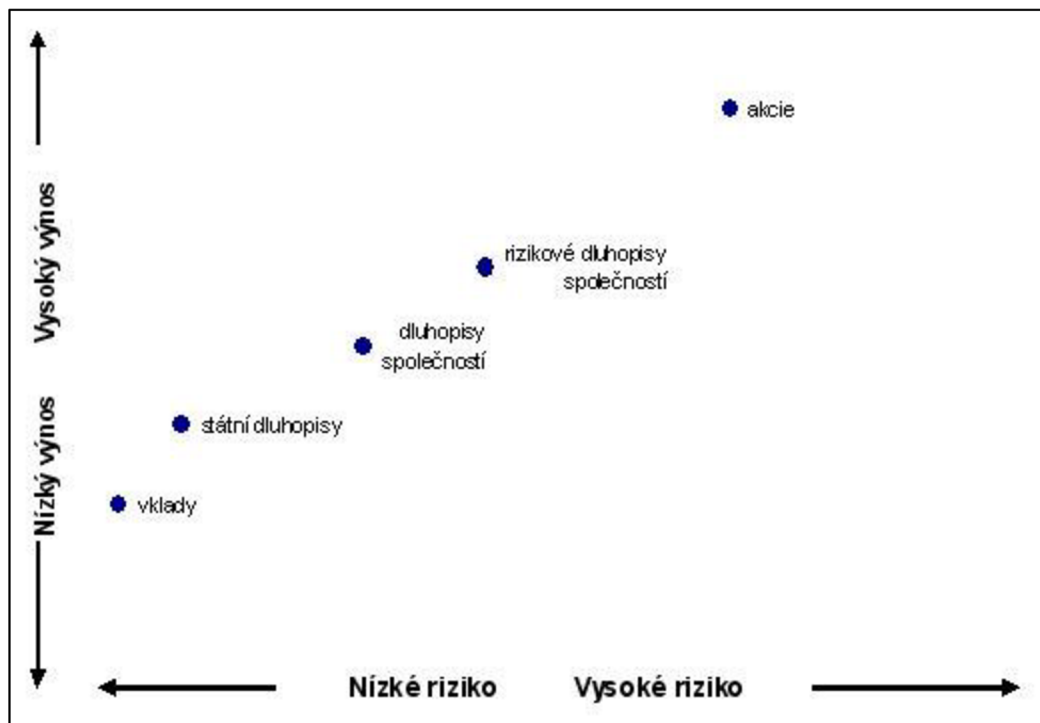 akcie
Vysoký výnos
rizikové dluhopisy
společností
dluhopisy
společností
Nízký výnos
státní dluhopisy
vklady
Nízké riziko
Vysoké riziko